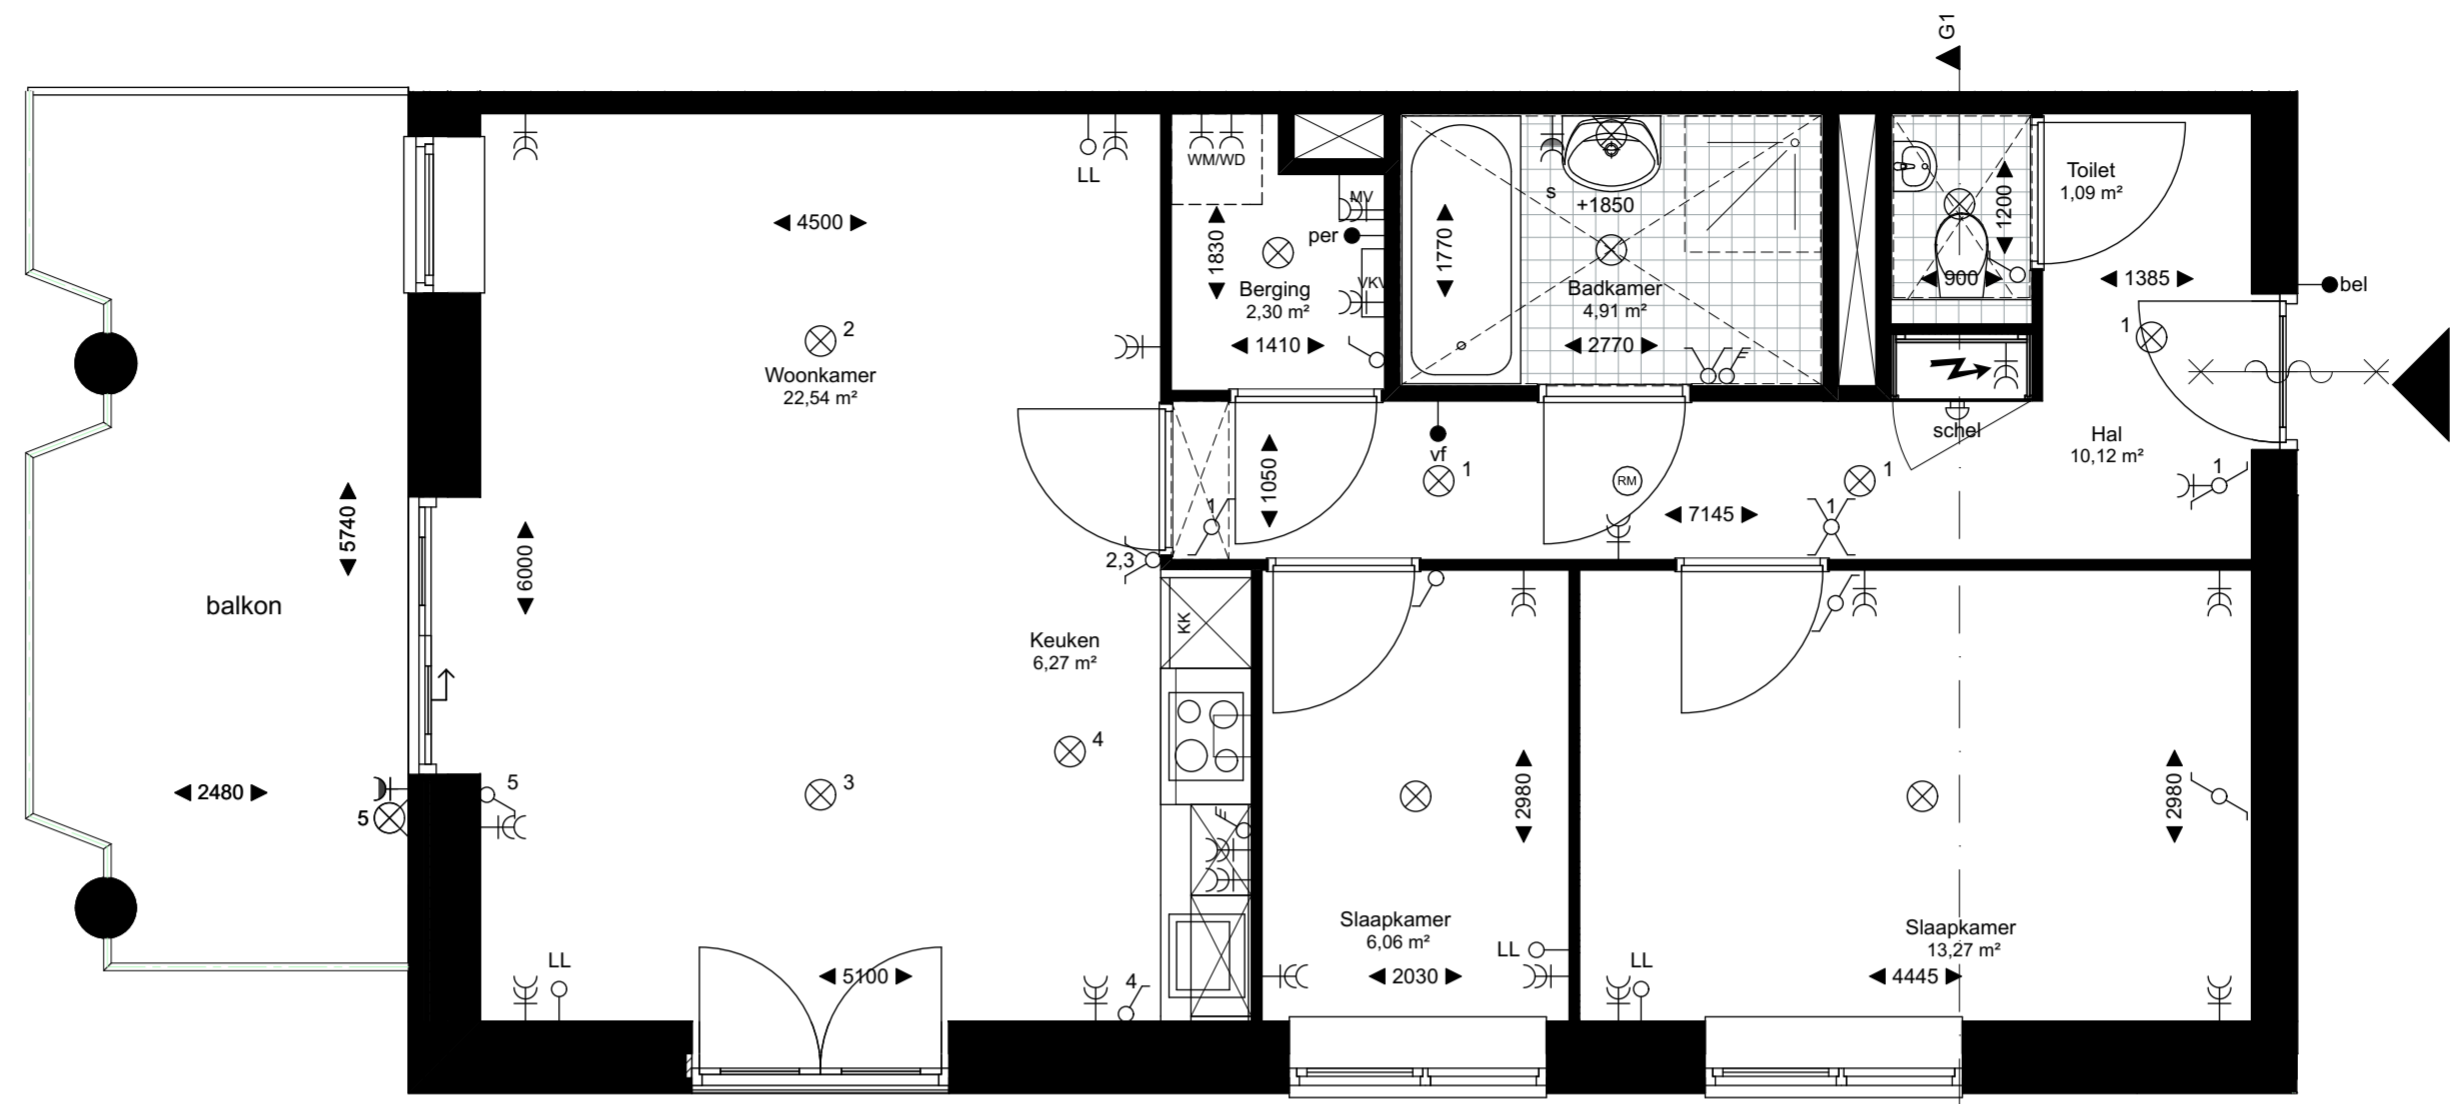 G1
WM/WD
LL
4500
MV
per
1830
Berging
2,30 m²
VKV
1410
1770
s
+1850
Badkamer
4,91 m²
2770
1200
900
Toilet
1,09 m²
1385
bel
1
2
Woonkamer
22,54 m²
schel
Hal
10,12 m²
1
1050
vf
1
RM
1
1
1
7145
2,3
5740
6000
balkon
KK
Keuken
6,27 m²
4
3
2480
5
5
2980
2980
Slaapkamer
6,06 m²
Slaapkamer
13,27 m²
LL
LL
LL
5100
4
2030
4445